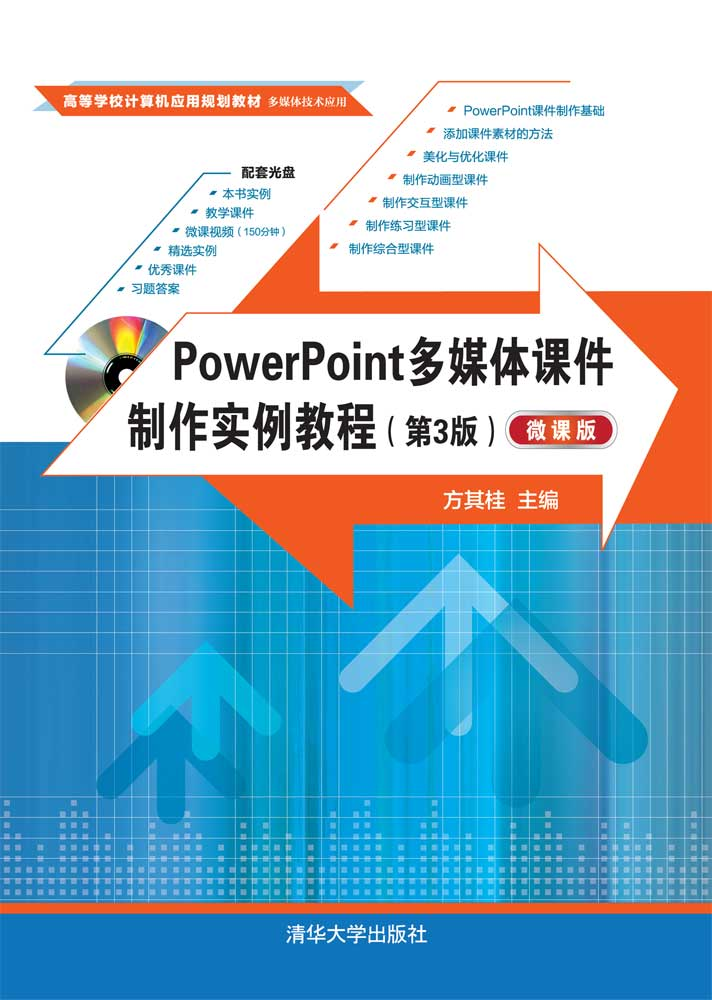 高等学校计算机应用规划教材 多媒体技术应用
PowerPoint课件制作基础
添加课件素材的方法
美化与优化课件
制作动画型课件
制作交互型课件
制作练习型课件
制作综合型课件
配套光盘
本书实例
教学课件
微课视频（150分钟）
精选实例
优秀课件
习题答案
PowerPoint多媒体课件
制作实例教程（第3版）微课版
方其桂 主编
清华大学出版社